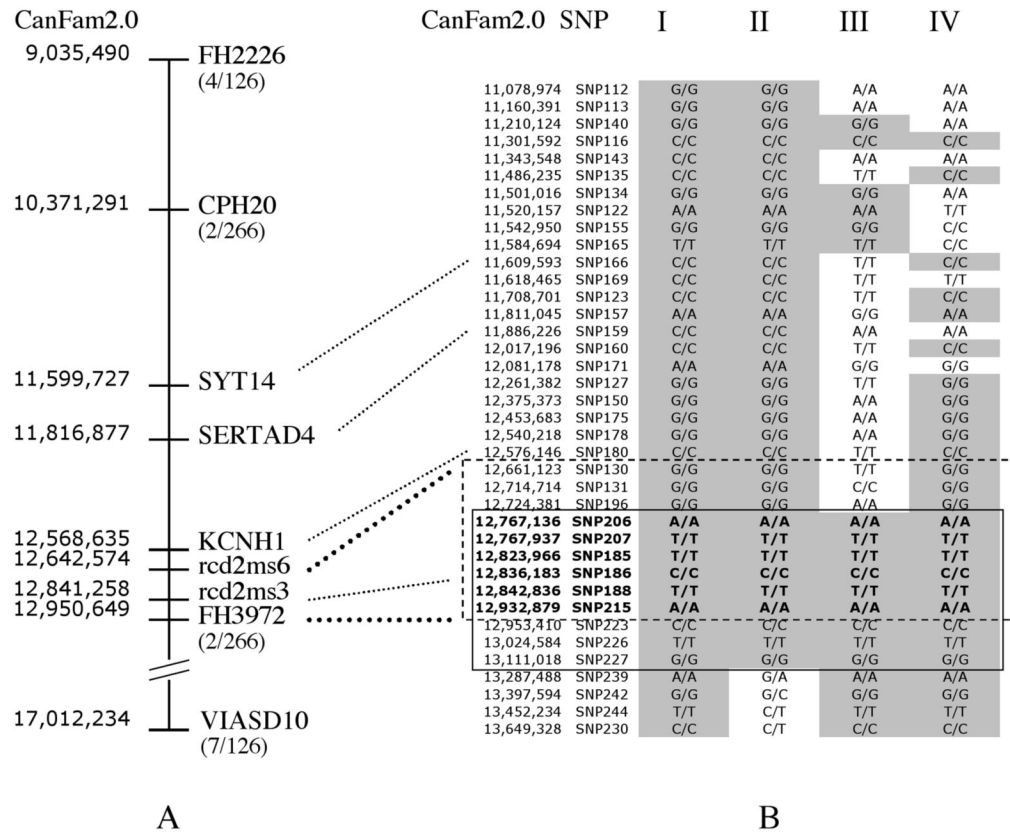 CanFam2.0
9,035,490 FH2226
(4/126)
10,371,291 CPH20
(2/266)
11,599,727 SYT14
11,816,877 SERTAD4
12,568,635 KCNH1
12,642,574 rcd2ms6
12,841,258 rcd2ms3
12,950,649 FH3972
(2/266)
17,012,234 VIASD10
(7/126)
A
CanFam2.0 SNP I II III IV
11,078,974 SNP112 G/G G/G A/A A/A
11,160,391 SNP113 G/G G/G A/A A/A
11,210,124 SNP140 G/G G/G G/G A/A
11,301,592 SNP116 C/C C/C C/C C/C
11,343,548 SNP143 C/C C/C A/A A/A
11,486,235 SNP135 C/C C/C T/T C/C
11,501,016 SNP134 G/G G/G G/G A/A
11,520,157 SNP122 A/A A/A A/A T/T
11,542,950 SNP155 G/G G/G G/G C/C
11,584,694 SNP165 T/T T/T T/T C/C
11,609,593 SNP166 C/C C/C T/T C/C
11,618,465 SNP169 C/C C/C T/T T/T
11,708,701 SNP123 C/C C/C T/T C/C
11,811,045 SNP157 A/A A/A G/G A/A
11,886,226 SNP159 C/C C/C A/A A/A
12,017,196 SNP160 C/C C/C T/T C/C
12,081,178 SNP171 A/A A/A G/G G/G
12,261,382 SNP127 G/G G/G T/T G/G
12,375,373 SNP150 G/G G/G A/A G/G
12,453,683 SNP175 G/G G/G A/A G/G
12,540,218 SNP178 G/G G/G A/A G/G
12,576,146 SNP180 C/C C/C T/T C/C
12,661,123 SNP130 G/G G/G T/T G/G
12,714,714 SNP131 G/G G/G C/C G/G
12,724,381 SNP196 G/G G/G A/A G/G
12,767,136 SNP206 A/A A/A A/A A/A
12,767,937 SNP207 T/T T/T T/T T/T
12,823,966 SNP185 T/T T/T T/T T/T
12,836,183 SNP186 C/C C/C C/C C/C
12,842,836 SNP188 T/T T/T T/T T/T
12,932,879 SNP215 A/A A/A A/A A/A
12,953,410 SNP223 C/C C/C C/C C/C
13,024,584 SNP226 T/T T/T T/T T/T
13,111,018 SNP227 G/G G/G G/G G/G
13,287,488 SNP239 A/A G/A A/A A/A
13,397,594 SNP242 G/G G/C G/G G/G
13,452,234 SNP244 T/T C/T T/T T/T
13,649,328 SNP230 C/C C/T C/C C/C
B